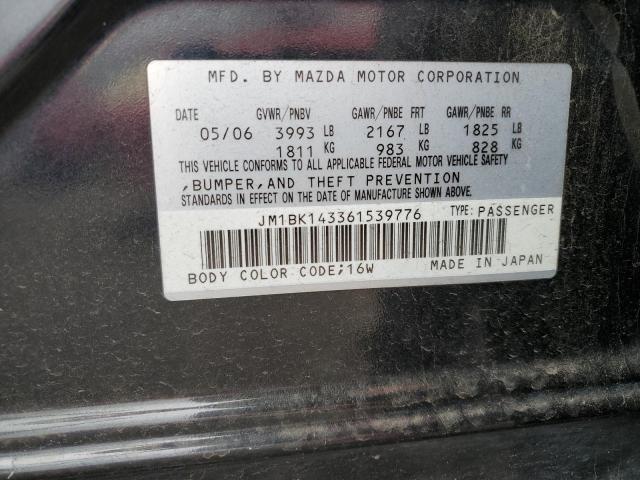 MFD. BY MAZDA MOTOR CORPORATION
DATE GVWR/PNBV GAWR/PNBE FRT GAWR/PNBE RR
05/06 3993 LB 2167 LB 1825 LB
1811 KG 983 KG 828 KG
THIS VEHICLE CONFORMS TO ALL APPLICABLE FEDERAL MOTOR VEHICLE SAFETY
,BUMPER,AND THEFT PREVENTION
STANDARDS IN EFFECT ON THE DATE OF MANUFACTURE SHOWN ABOVE.
JM1BK143361539776 TYPE: PASSENGER
BODY COLOR CODE;16W MADE IN JAPAN